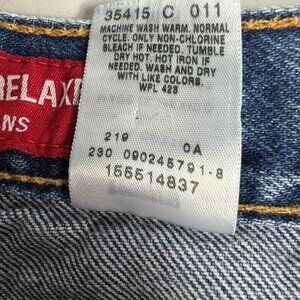 35415 C 011
MACHINE WASH WARM. NORMAL
CYCLE. ONLY NON-CHLORINE
BLEACH IF NEEDED. TUMBLE
DRY HOT. HOT IRON IF
NEEDED. WASH AND DRY
WITH LIKE COLORS.
WPL 423
RELAX
NS
219 0A
230 090245791-8
155514837